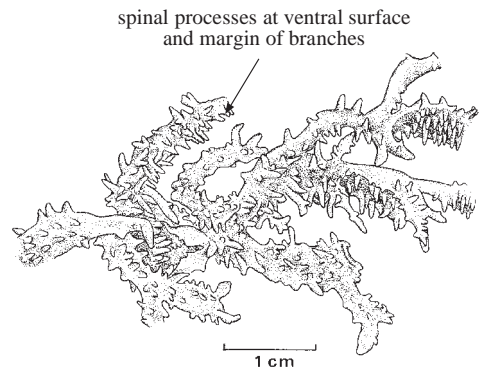 spinal processes at ventral surface
and margin of branches
1 cm